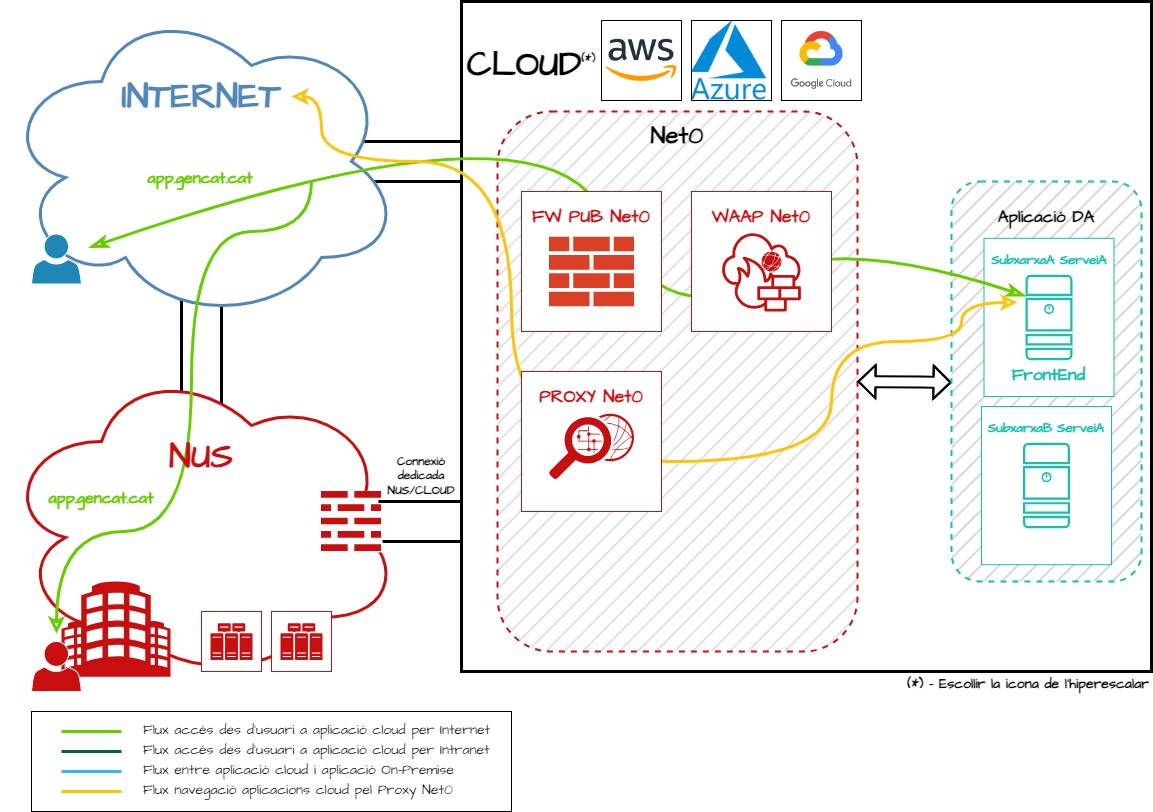 CLOUD(*)
aws
Azure
Google Cloud
INTERNET
app.gencat.cat
Net0
FW PUB Net0
WAAP Net0
PROXY Net0
Aplicació DA
SubxarxaA ServeiA
FrontEnd
SubxarxaB ServeiA
NUS
app.gencat.cat
Connexió
dedicada
NUS/CLOUD
(*) - Escollir la icona de l'hiperescalar
Flux accés des d'usuari a aplicació cloud per Internet
Flux accés des d'usuari a aplicació cloud per Intranet
Flux entre aplicació cloud i aplicació On-Premise
Flux navegació aplicacions cloud pel Proxy Net0